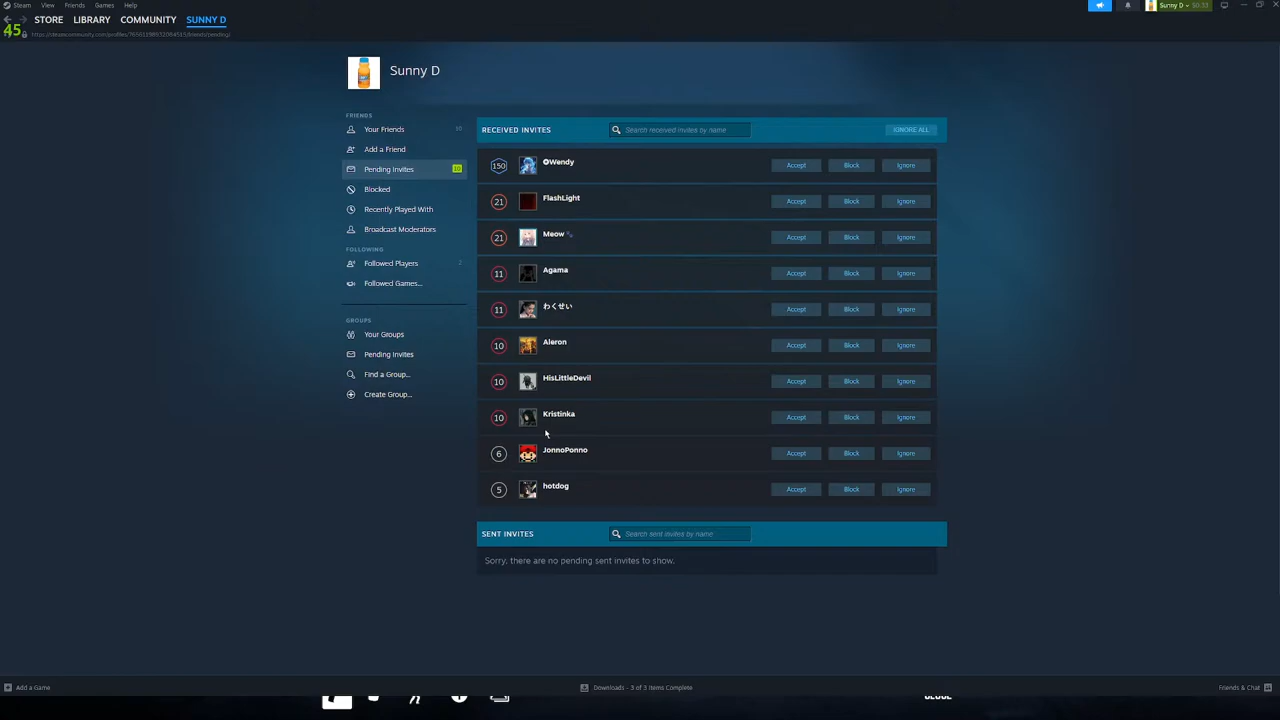 Steam View Friends Games Help
Sunny D $0.33
STORE LIBRARY COMMUNITY SUNNY D
45
Sunny D
FRIENDS
Your Friends 16
Add a Friend
Pending Invites 10
Blocked
Recently Played With
Broadcast Moderators
FOLLOWING
Followed Players 2
Followed Games...
GROUPS
Your Groups
Pending Invites
Find a Group...
Create Group...
RECEIVED INVITES Search received invites by name IGNORE ALL
150 Wendy Accept Block Ignore
21 FlashLight Accept Block Ignore
21 Meow Accept Block Ignore
11 Agama Accept Block Ignore
11 わくせい Accept Block Ignore
10 Aleron Accept Block Ignore
10 HisLittleDevil Accept Block Ignore
10 Kristinka Accept Block Ignore
6 JonnoPonno Accept Block Ignore
5 hotdog Accept Block Ignore
SENT INVITES Search sent invites by name
Sorry, there are no pending sent invites to show.
Add a Game Downloads - 3 of 3 Items Complete Friends & Chat